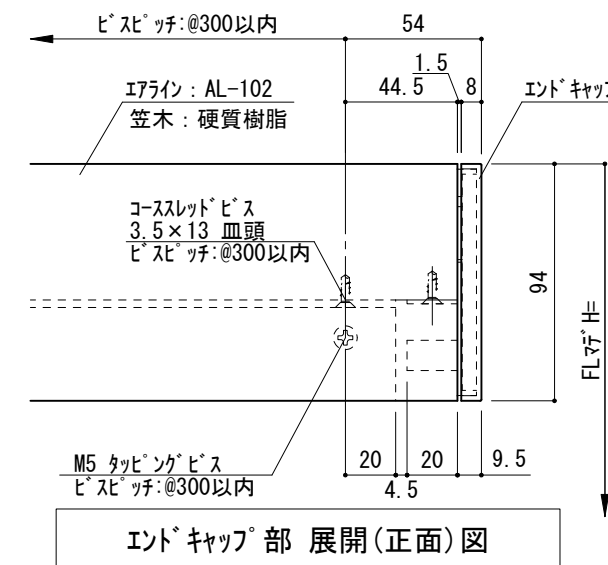 ﾋﾞｽﾋﾟｯﾁ:@300以内
54
1.5
44.5
8
ｴｱﾗｲﾝ : AL-102
笠木 : 硬質樹脂
ｴﾝﾄﾞｷｬｯﾌﾟ
ｺｰｽｽﾚｯﾄﾞﾋﾞｽ
3.5×13 皿頭
ﾋﾞｽﾋﾟｯﾁ:@300以内
94
FLﾏﾃﾞH=
M5 ﾀｯﾋﾟﾝｸﾞﾋﾞｽ
ﾋﾞｽﾋﾟｯﾁ:@300以内
20
4.5
20
9.5
ｴﾝﾄﾞｷｬｯﾌﾟ部 展開(正面)図